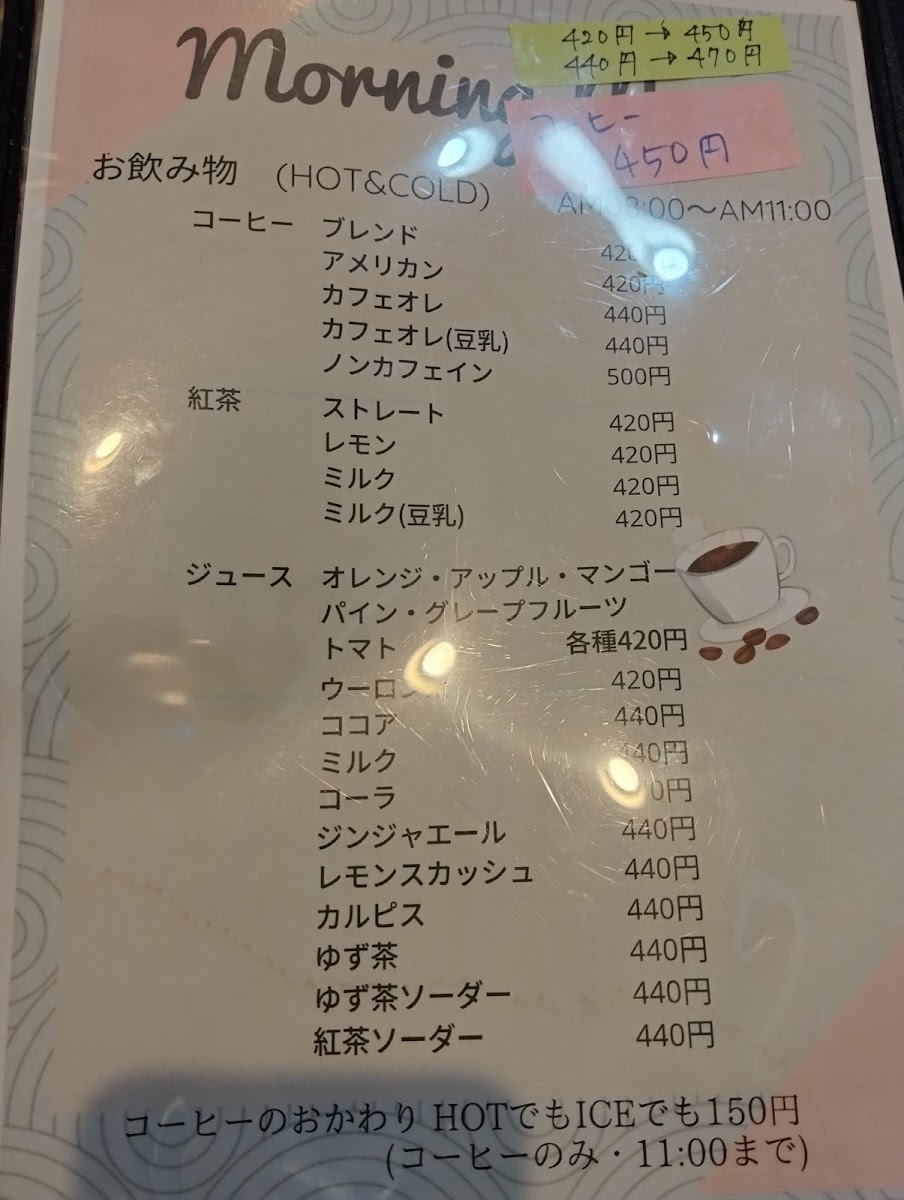 Morning
420円 → 450円
440円 → 470円
コーヒー
450円
お飲み物 (HOT&COLD)
AM08:00～AM11:00
コーヒー ブレンド 420
アメリカン 420円
カフェオレ 440円
カフェオレ(豆乳) 440円
ノンカフェイン 500円
紅茶 ストレート 420円
レモン 420円
ミルク 420円
ミルク(豆乳) 420円
ジュース オレンジ・アップル・マンゴー
パイン・グレープフルーツ
トマト 各種420円
ウーロン 420円
ココア 440円
ミルク 440円
コーラ 0円
ジンジャエール 440円
レモンスカッシュ 440円
カルピス 440円
ゆず茶 440円
ゆず茶ソーダー 440円
紅茶ソーダー 440円
コーヒーのおかわり HOTでもICEでも150円
(コーヒーのみ・11:00まで)